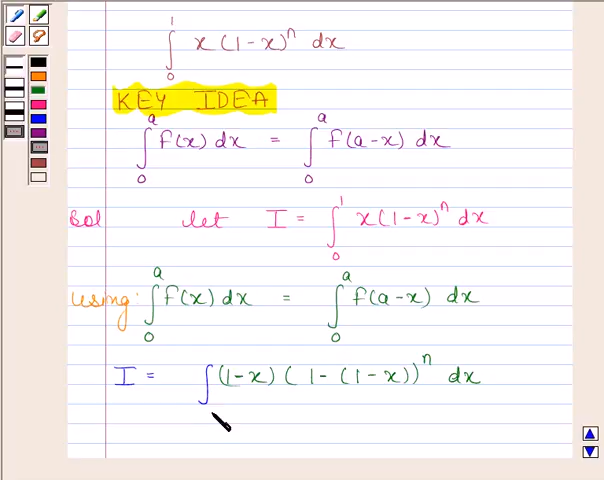 ∫₀¹ x(1-x)ⁿ dx
KEY IDEA
∫₀ᵃ f(x) dx = ∫₀ᵃ f(a-x) dx
Sol let I = ∫₀¹ x(1-x)ⁿ dx
Using: ∫₀ᵃ f(x) dx = ∫₀ᵃ f(a-x) dx
I = ∫ (1-x) (1-(1-x))ⁿ dx